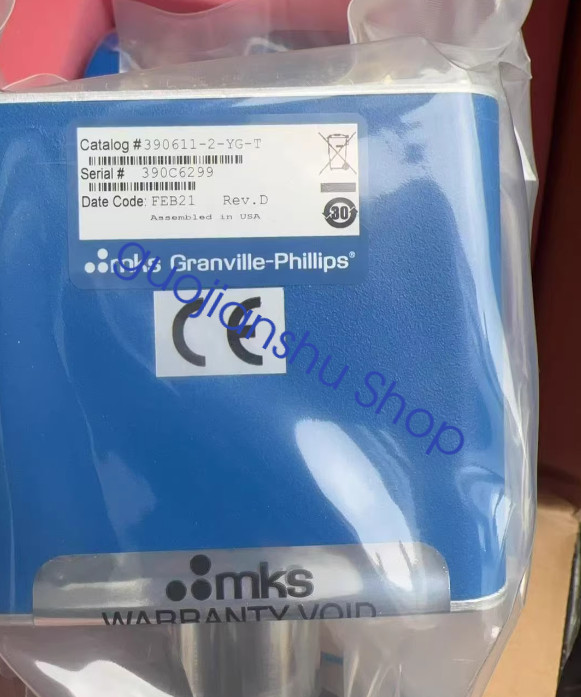 Catalog #390611-2-YG-T
Serial # 390C6299
Date Code: FEB21 Rev.D
Assembled in USA
30
mks Granville-Phillips®
CE
guojianshu Shop
mks
WARRANTY VOID